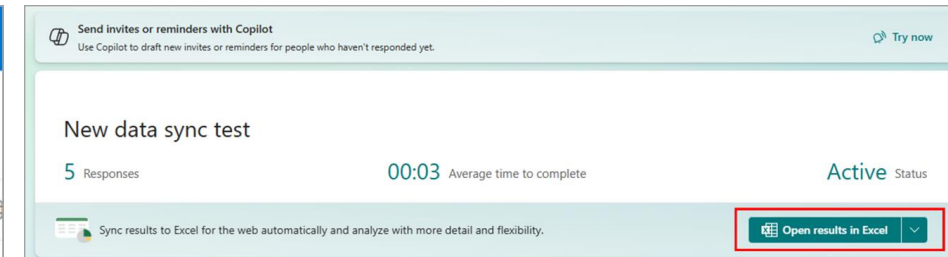 Send invites or reminders with Copilot
Use Copilot to draft new invites or reminders for people who haven't responded yet.
Try now
New data sync test
5 Responses
00:03 Average time to complete
Active Status
Sync results to Excel for the web automatically and analyze with more detail and flexibility.
Open results in Excel